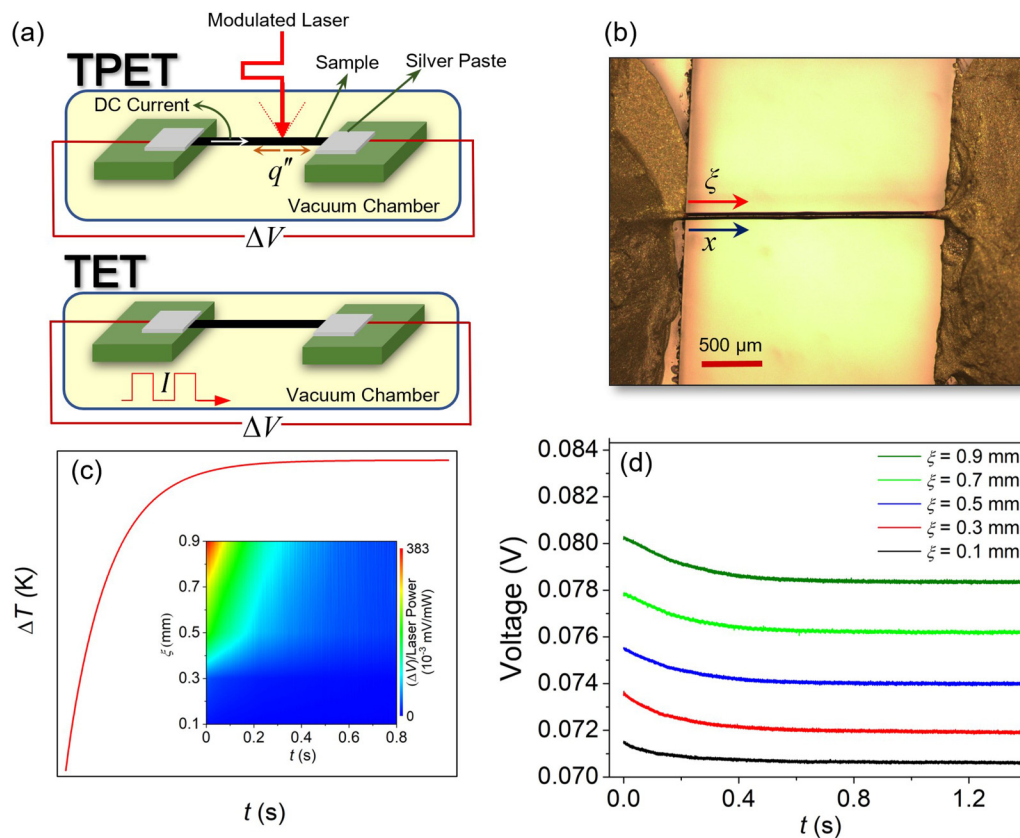 (a)
Modulated Laser
TPET
Sample
Silver Paste
DC Current
q″
Vacuum Chamber
ΔV
TET
I
Vacuum Chamber
ΔV
(b)
ξ
x
500 μm
(c)
ΔT (K)
0.9
0.7
0.5
0.3
0.1
ξ (mm)
0 0.2 0.4 0.6 0.8
t (s)
383
0
(ΔV)/Laser Power
(10⁻³ mV/mW)
t (s)
(d)
0.084
0.082
0.080
0.078
0.076
0.074
0.072
0.070
Voltage (V)
ξ = 0.9 mm
ξ = 0.7 mm
ξ = 0.5 mm
ξ = 0.3 mm
ξ = 0.1 mm
0.0 0.4 0.8 1.2
t (s)